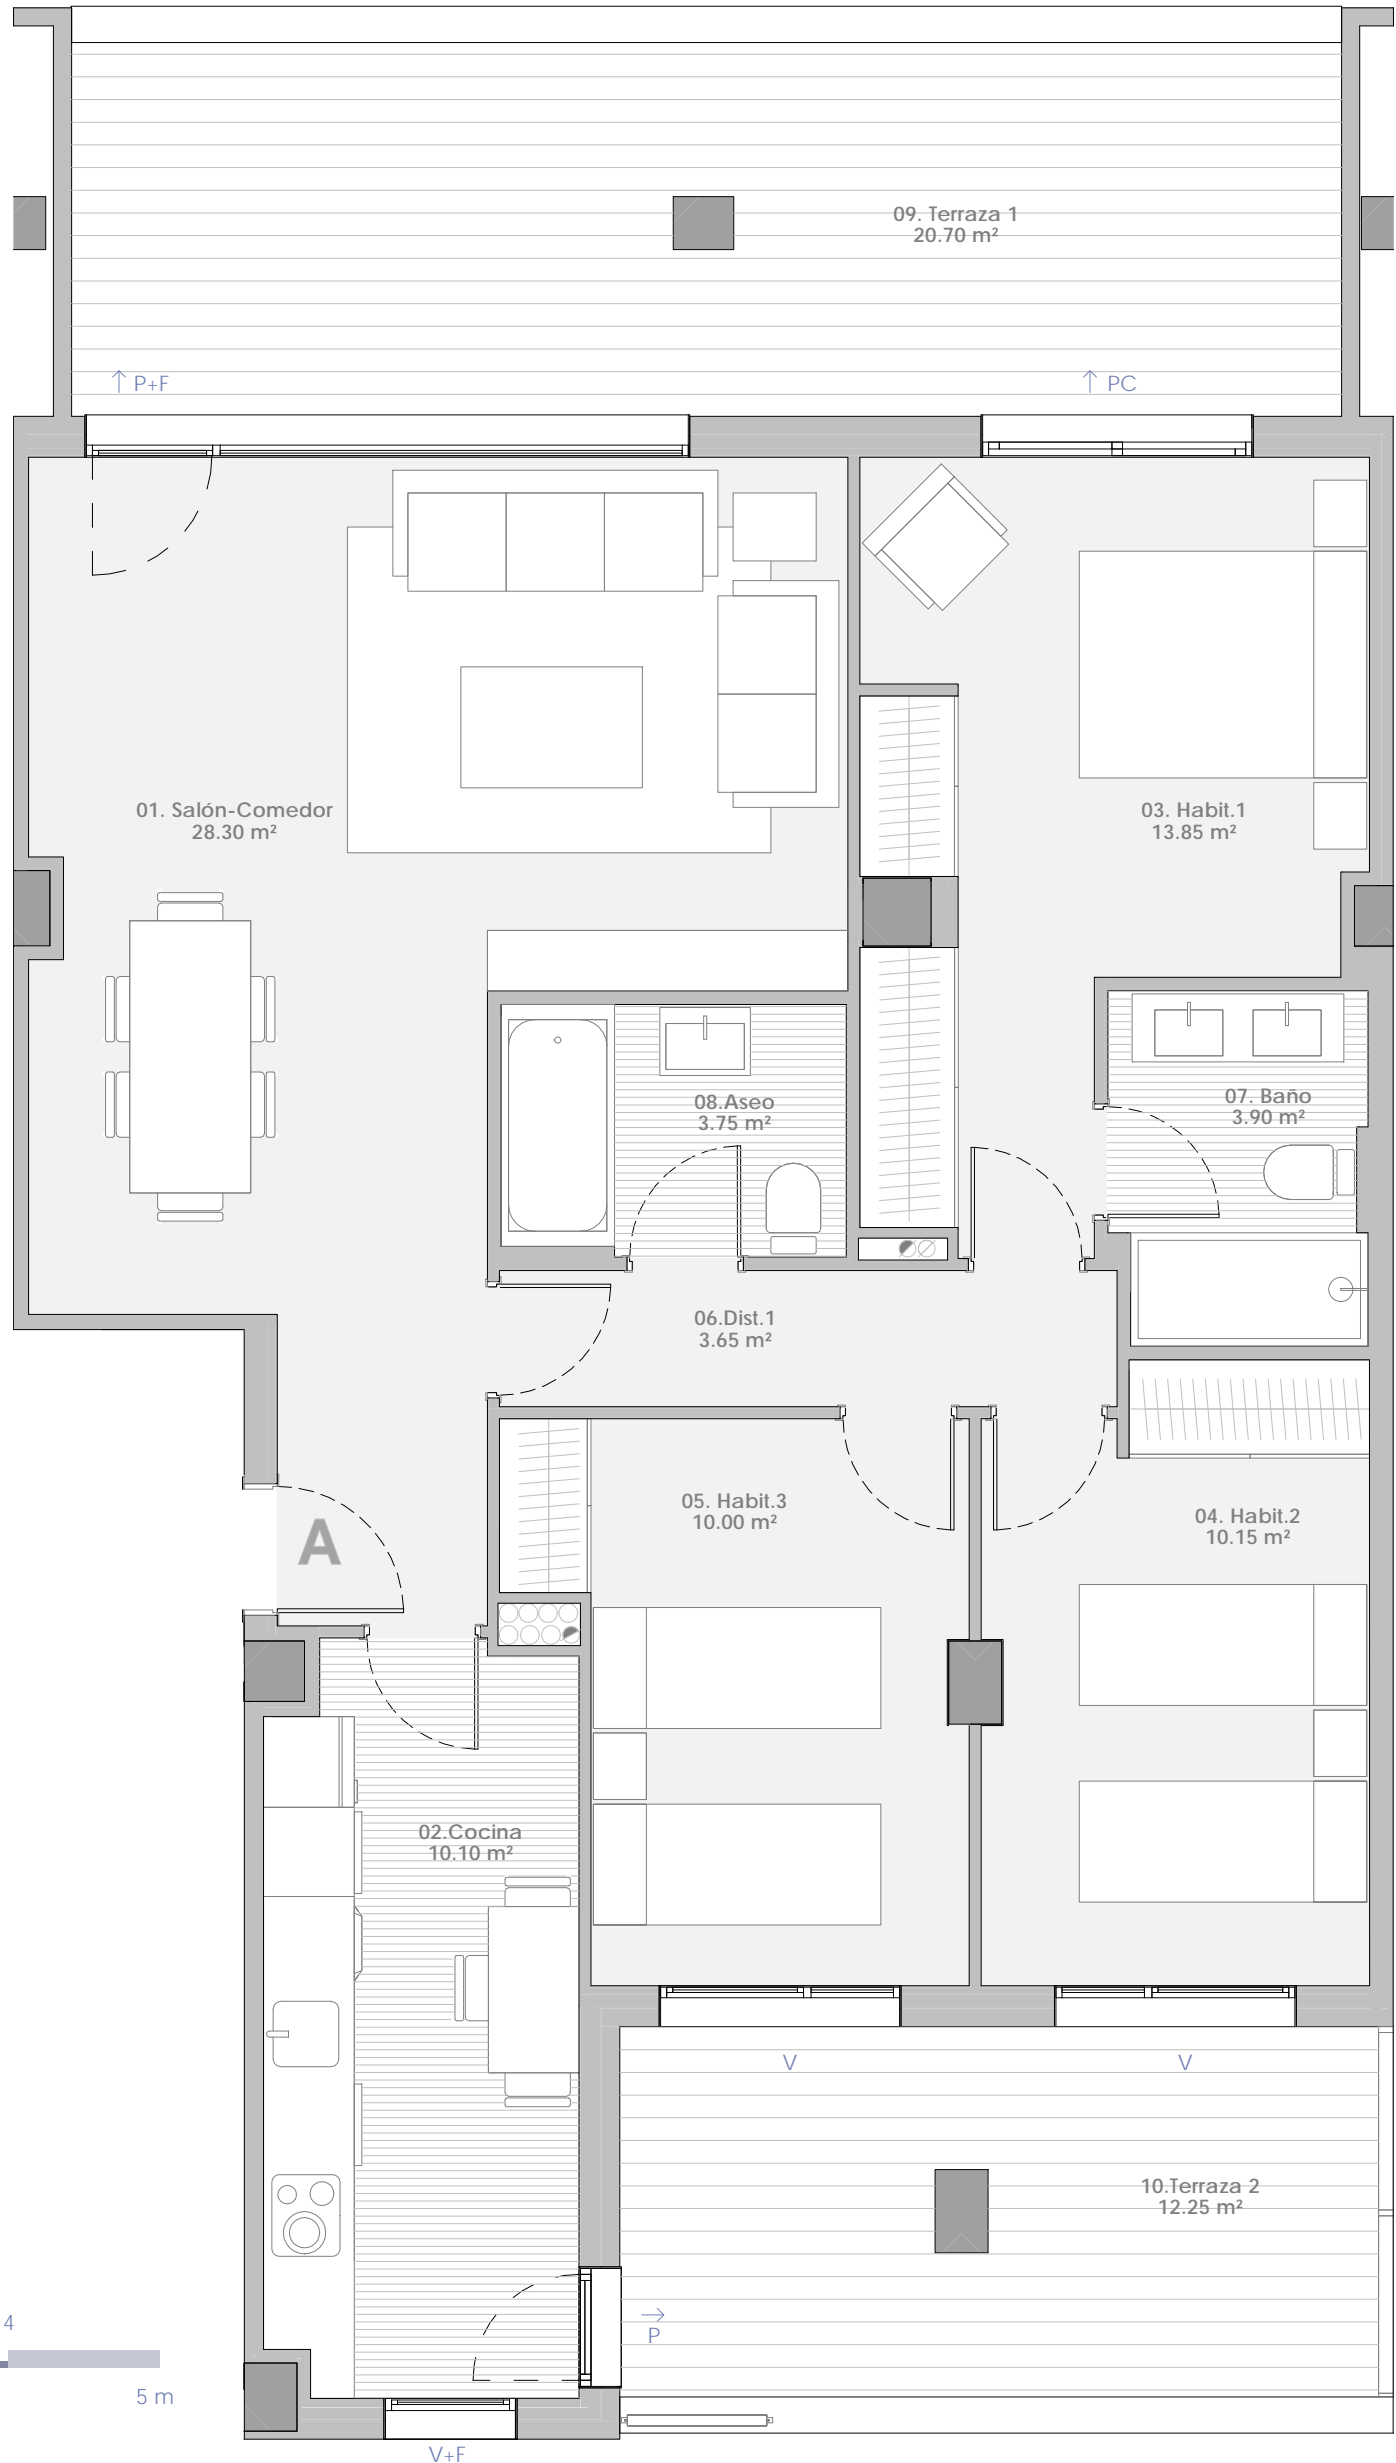 09. Terraza 1
20.70 m²
P+F
PC
01. Salón-Comedor
28.30 m²
03. Habit.1
13.85 m²
08.Aseo
3.75 m²
07. Baño
3.90 m²
06.Dist.1
3.65 m²
05. Habit.3
10.00 m²
04. Habit.2
10.15 m²
A
02.Cocina
10.10 m²
V
V
10.Terraza 2
12.25 m²
P
4
5 m
V+F